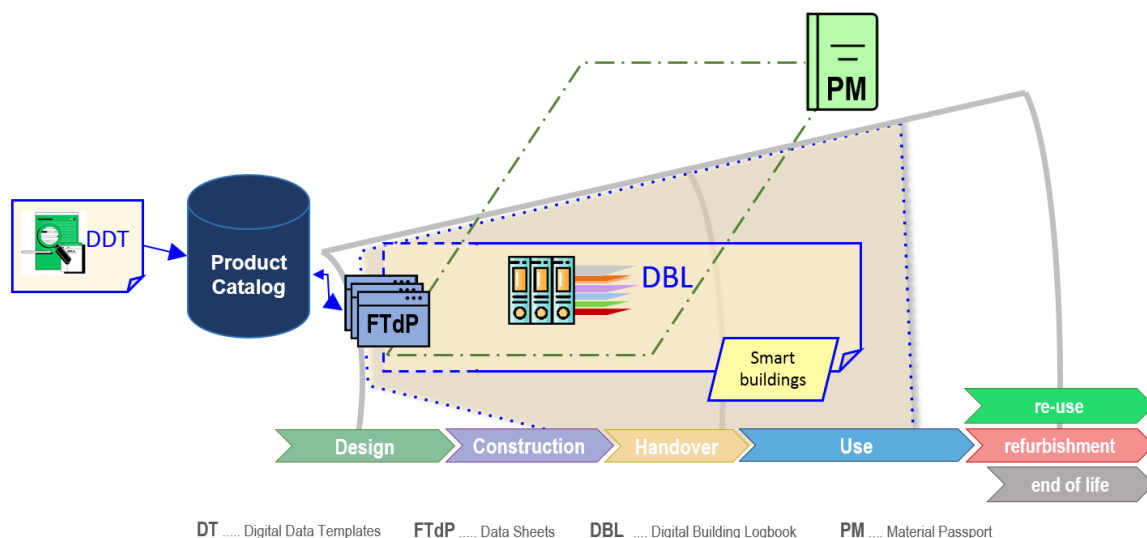 PM
DDT
Product
Catalog
DBL
FTdP
Smart
buildings
re-use
Design
Construction
Handover
Use
refurbishment
end of life
DT ..... Digital Data Templates
FTdP ..... Data Sheets
DBL ..... Digital Building Logbook
PM .... Material Passport